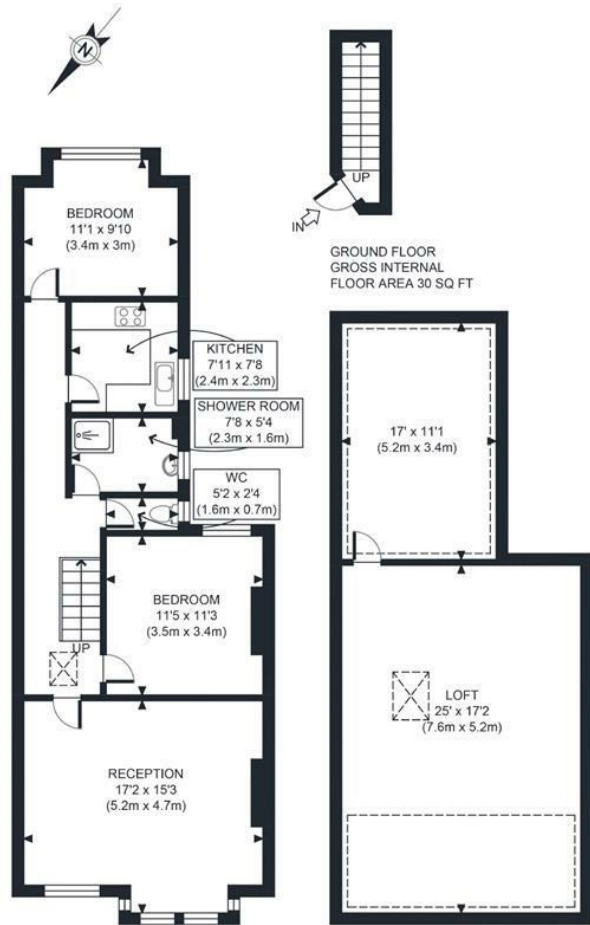 N
UP
IN
GROUND FLOOR
GROSS INTERNAL
FLOOR AREA 30 SQ FT
BEDROOM
11'1 x 9'10
(3.4m x 3m)
KITCHEN
7'11 x 7'8
(2.4m x 2.3m)
SHOWER ROOM
7'8 x 5'4
(2.3m x 1.6m)
WC
5'2 x 2'4
(1.6m x 0.7m)
BEDROOM
11'5 x 11'3
(3.5m x 3.4m)
UP
RECEPTION
17'2 x 15'3
(5.2m x 4.7m)
17' x 11'1
(5.2m x 3.4m)
LOFT
25' x 17'2
(7.6m x 5.2m)